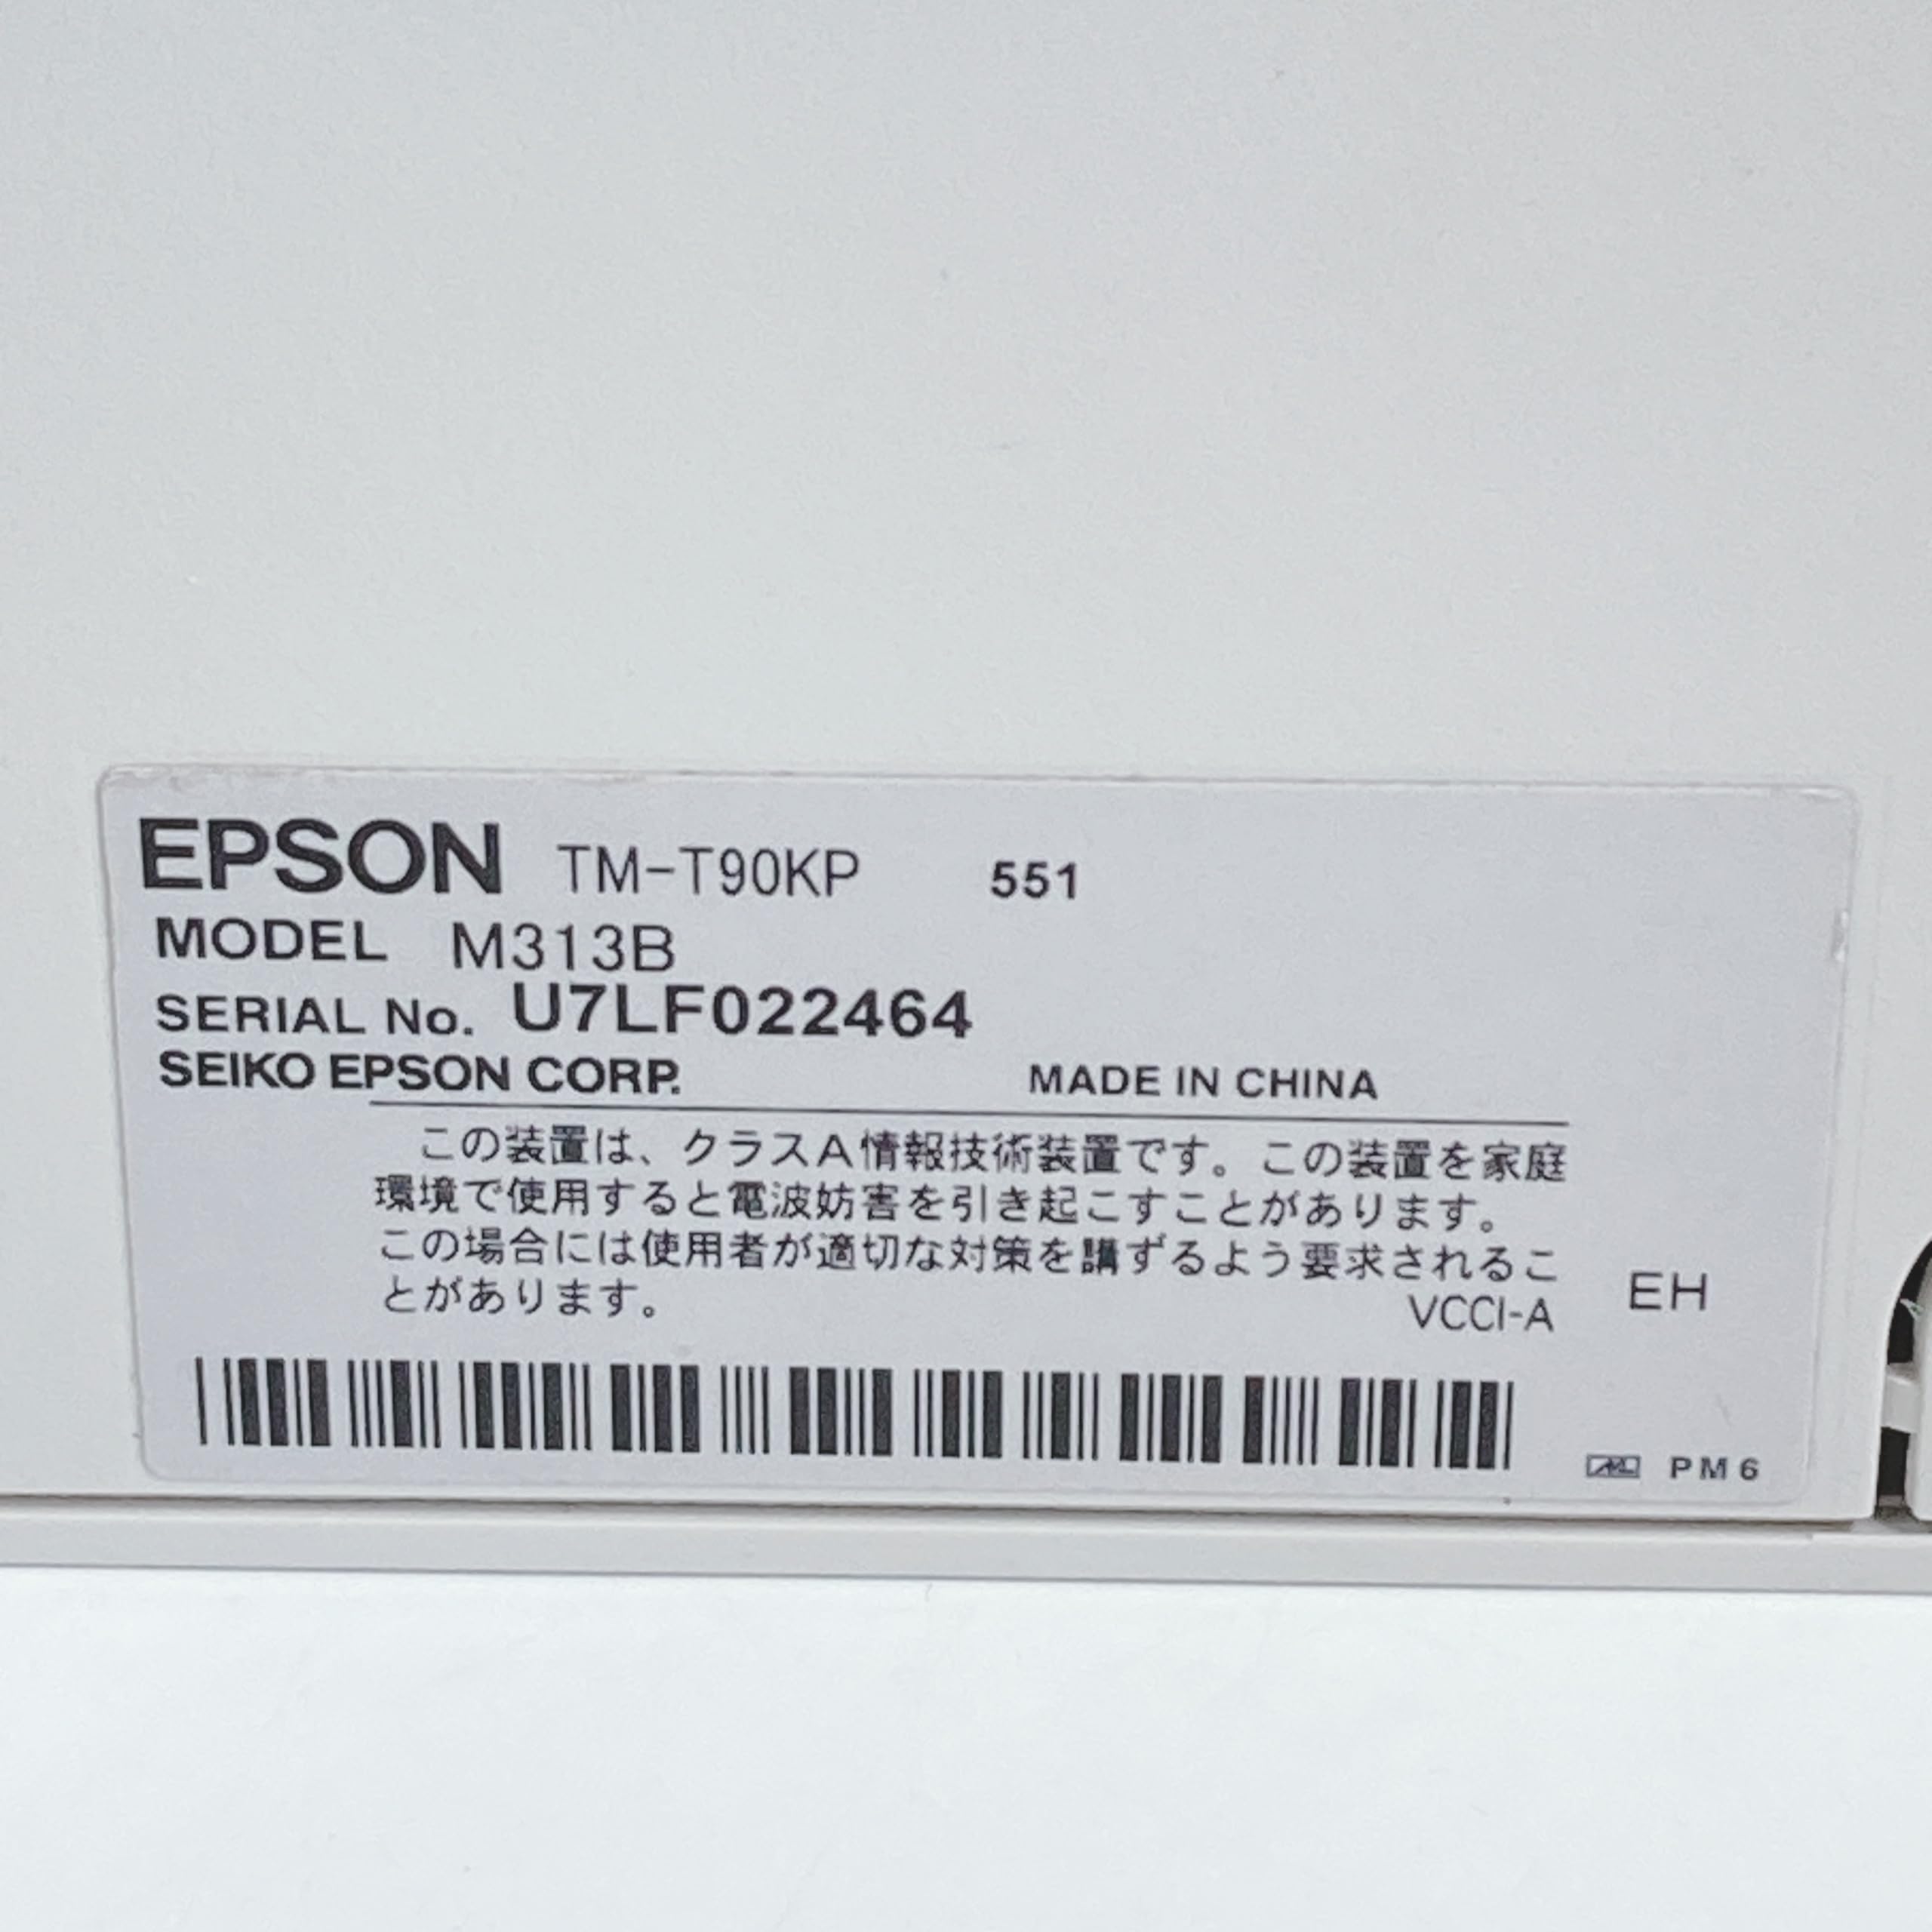 EPSON TM-T90KP 551
MODEL M313B
SERIAL No. U7LF022464
SEIKO EPSON CORP. MADE IN CHINA
この装置は、クラスA情報技術装置です。この装置を家庭
環境で使用すると電波妨害を引き起こすことがあります。
この場合には使用者が適切な対策を講ずるよう要求されるこ
とがあります。 VCCI-A
EH
PM6